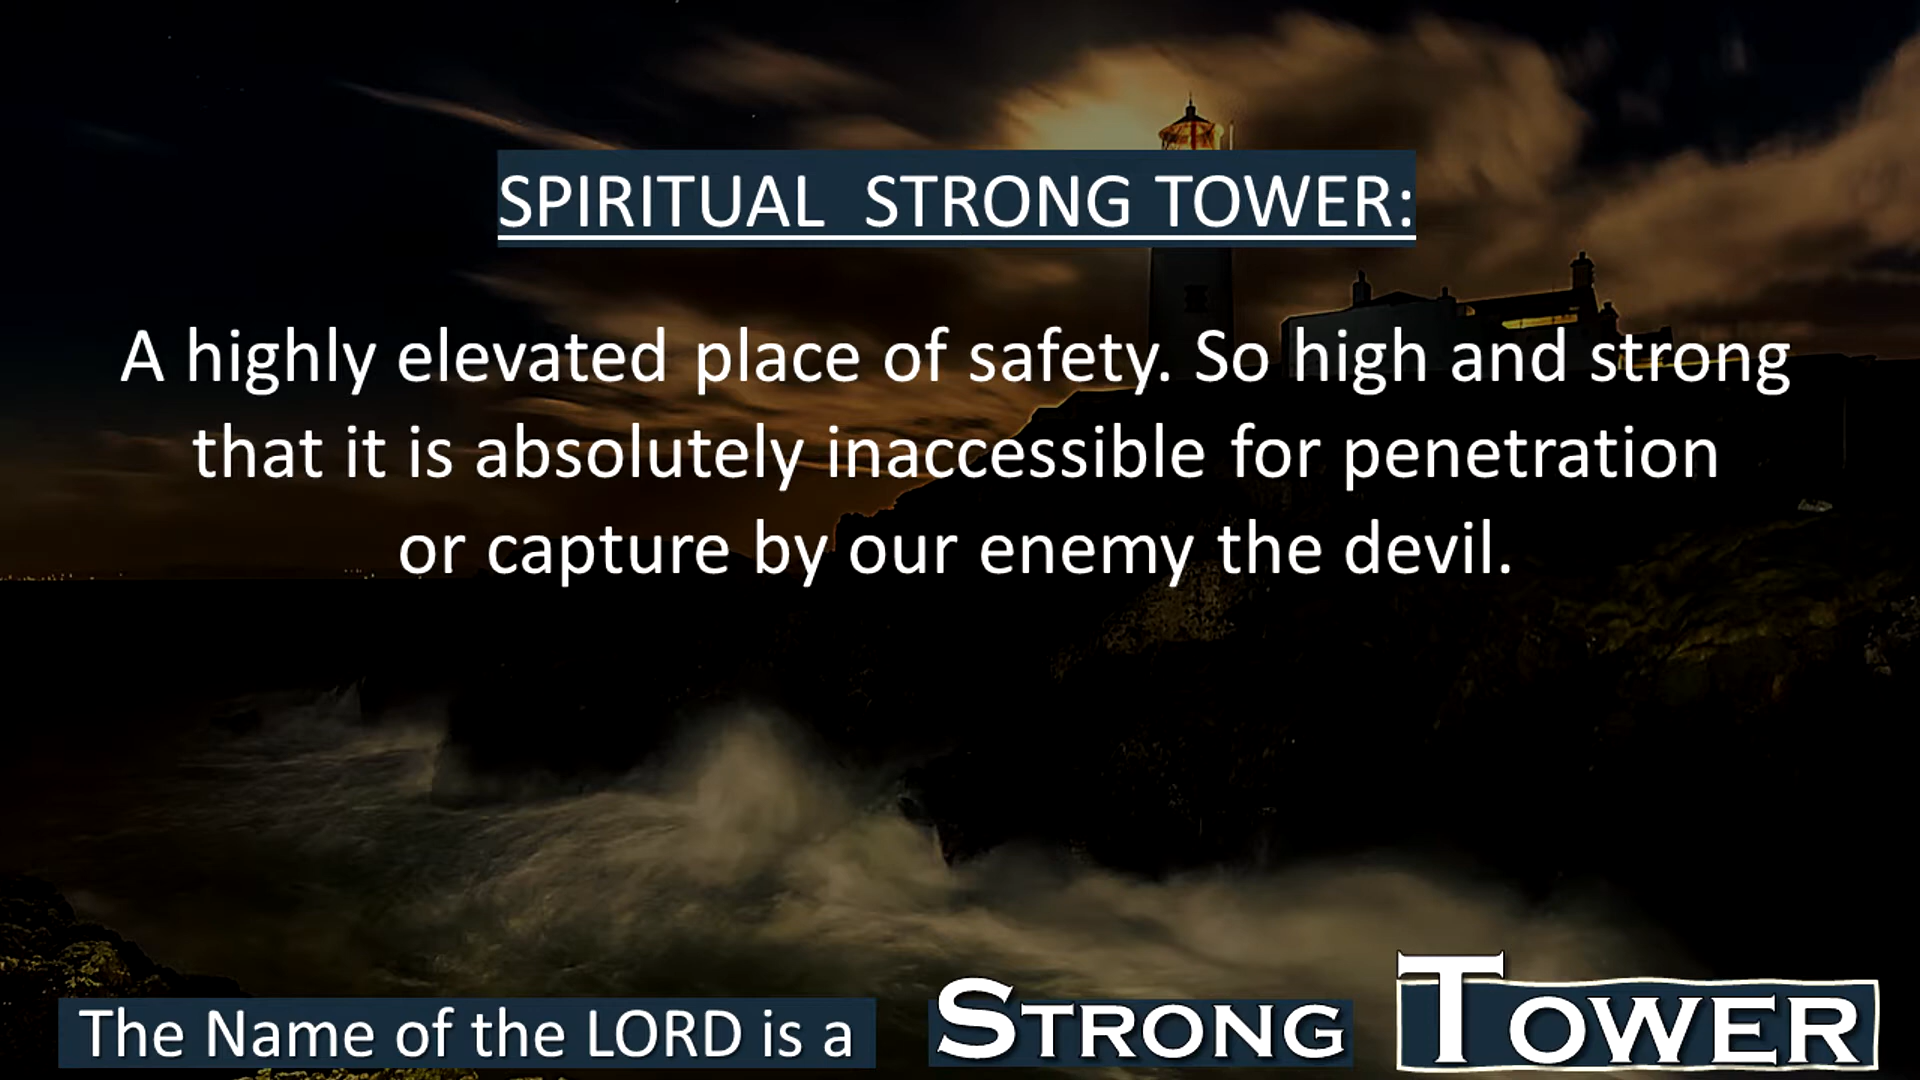 SPIRITUAL  STRONG TOWER:
A highly elevated place of safety. So high and strong
that it is absolutely inaccessible for penetration
or capture by our enemy the devil.
The Name of the LORD is a STRONG TOWER